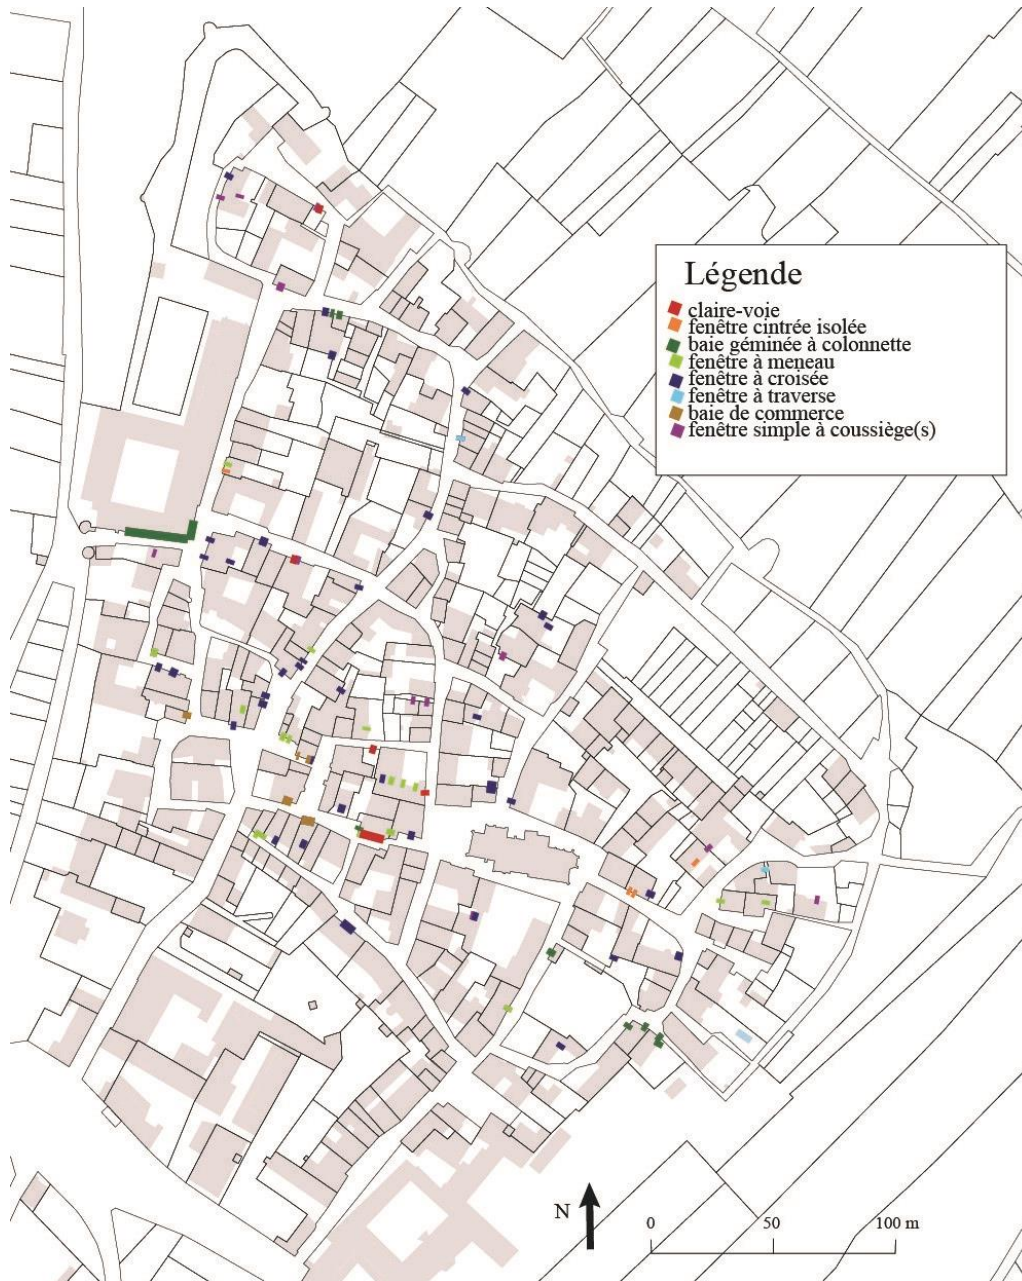 Légende
claire-voie
fenêtre cintrée isolée
baie géminée à colonnette
fenêtre à meneau
fenêtre à croisée
fenêtre à traverse
baie de commerce
fenêtre simple à coussiège(s)
N
0 50 100 m